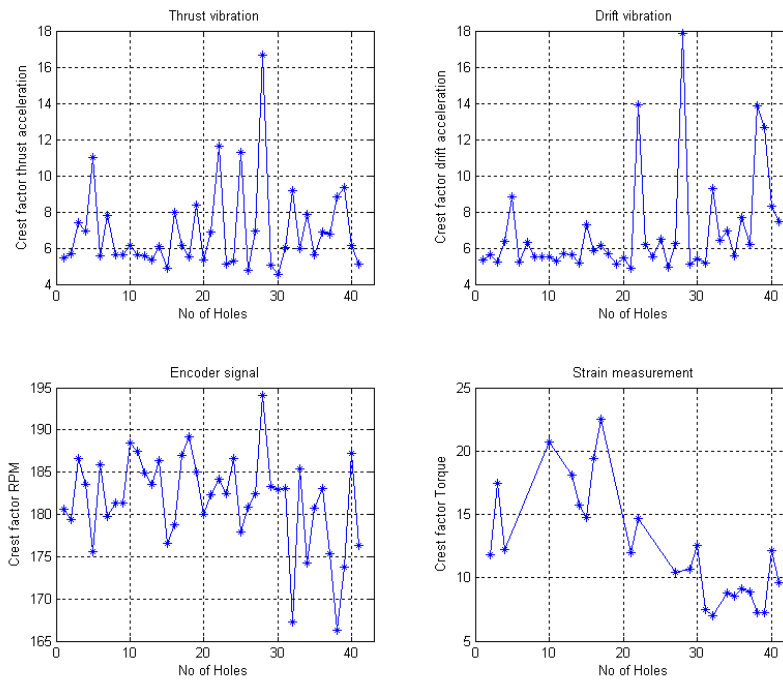 Thrust vibration
Crest factor thrust acceleration
18
16
14
12
10
8
6
4
0 10 20 30 40
No of Holes
Drift vibration
Crest factor drift acceleration
18
16
14
12
10
8
6
4
0 10 20 30 40
No of Holes
Encoder signal
Crest factor RPM
195
190
185
180
175
170
165
0 10 20 30 40
No of Holes
Strain measurement
Crest factor Torque
25
20
15
10
5
0 10 20 30 40
No of Holes